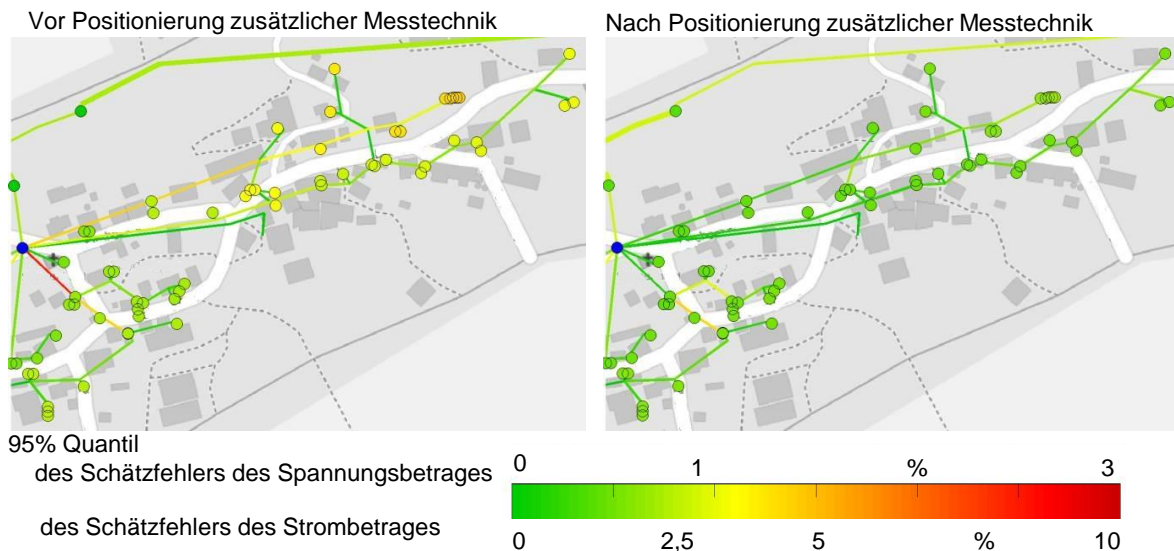 Vor Positionierung zusätzlicher Messtechnik
Nach Positionierung zusätzlicher Messtechnik
95% Quantil
des Schätzfehlers des Spannungsbetrages
0 1 % 3
des Schätzfehlers des Strombetrages
0 2,5 5 % 10